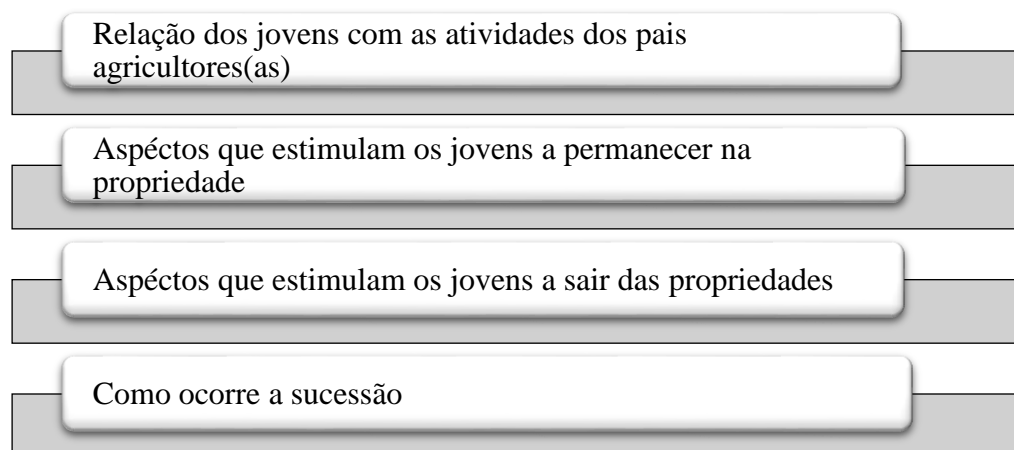 Relação dos jovens com as atividades dos pais
agricultores(as)
Aspéctos que estimulam os jovens a permanecer na
propriedade
Aspéctos que estimulam os jovens a sair das propriedades
Como ocorre a sucessão